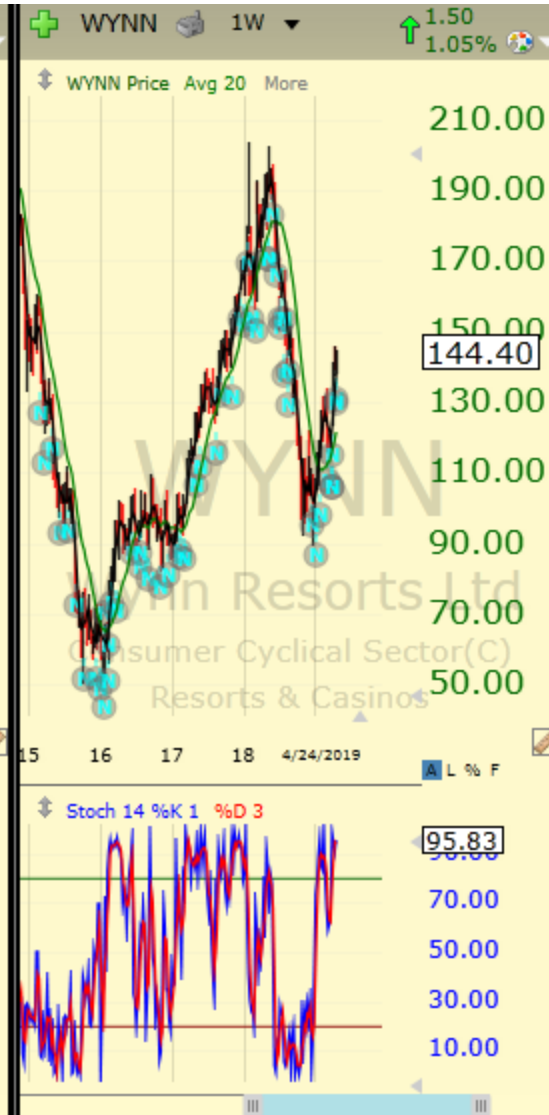 WYNN 1W 1.50
1.05%
WYNN Price Avg 20 More
210.00
190.00
170.00
150.00
144.40
130.00
110.00
WYNN
90.00
Wynn Resorts Ltd
70.00
Consumer Cyclical Sector(C)
Resorts & Casinos
50.00
15 16 17 18 4/24/2019
A L % F
Stoch 14 %K 1 %D 3
95.83
90.00
70.00
50.00
30.00
10.00